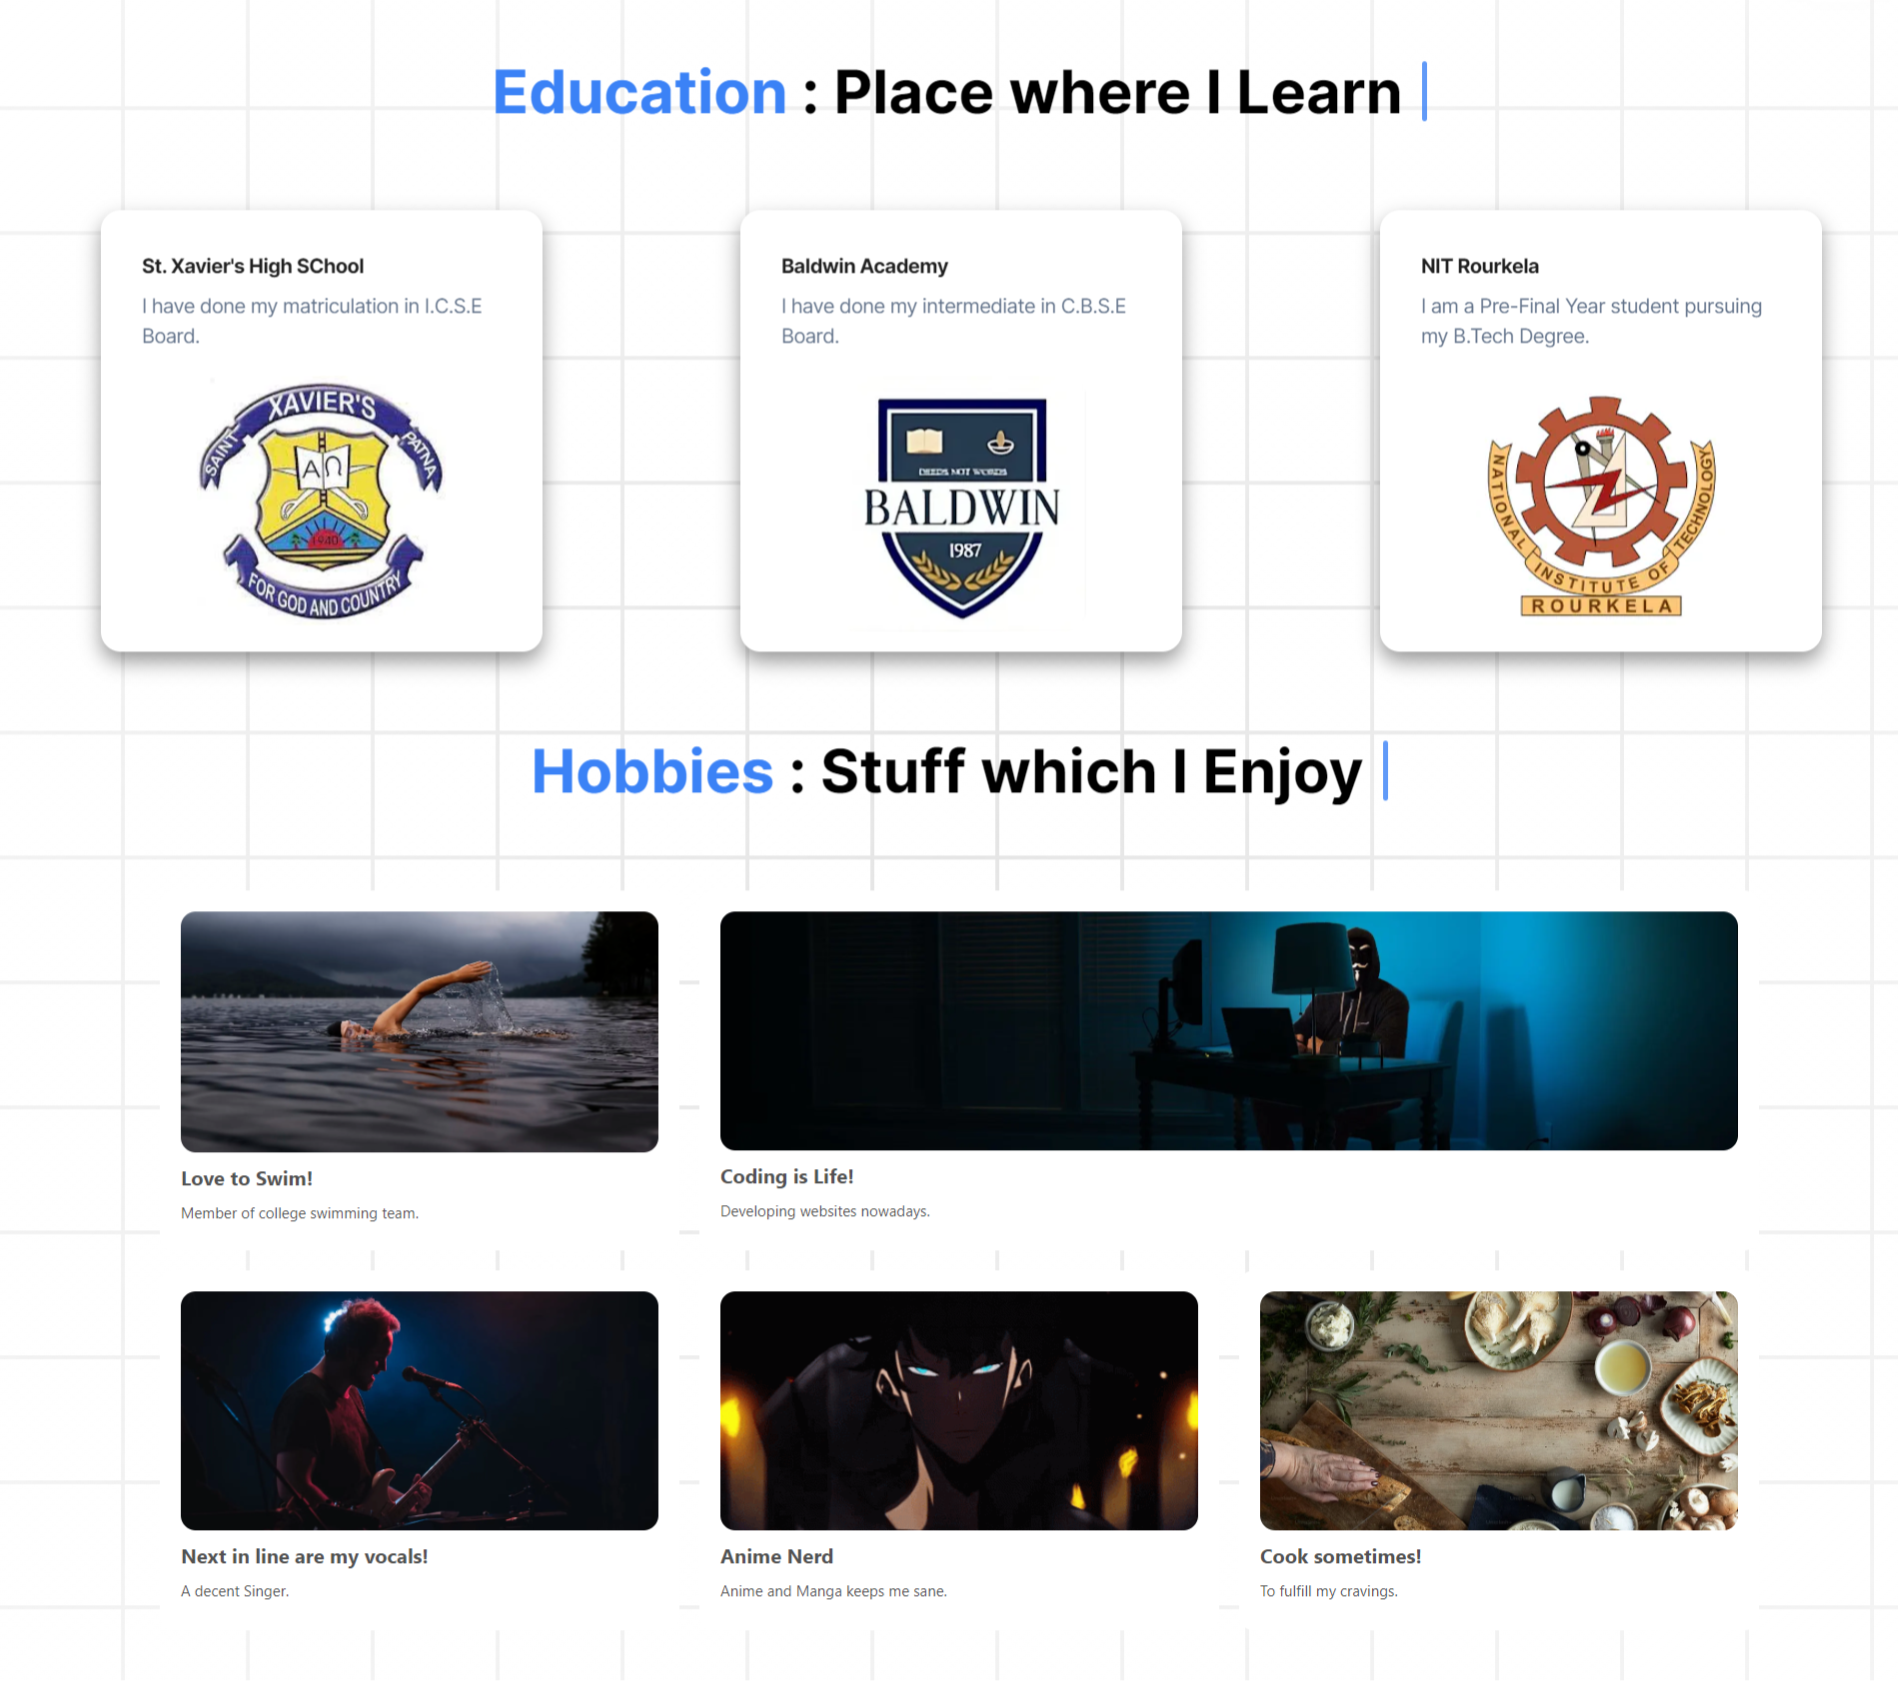 Education : Place where I Learn
St. Xavier's High SChool
I have done my matriculation in I.C.S.E
Board.
SAINT XAVIER'S PATNA
ΑΩ
1940
FOR GOD AND COUNTRY
Baldwin Academy
I have done my intermediate in C.B.S.E
Board.
DEEDS NOT WORDS
BALDWIN
1987
NIT Rourkela
I am a Pre-Final Year student pursuing
my B.Tech Degree.
NATIONAL INSTITUTE OF TECHNOLOGY
ROURKELA
Hobbies : Stuff which I Enjoy
Love to Swim!
Member of college swimming team.
Coding is Life!
Developing websites nowadays.
Next in line are my vocals!
A decent Singer.
Anime Nerd
Anime and Manga keeps me sane.
Cook sometimes!
To fulfill my cravings.